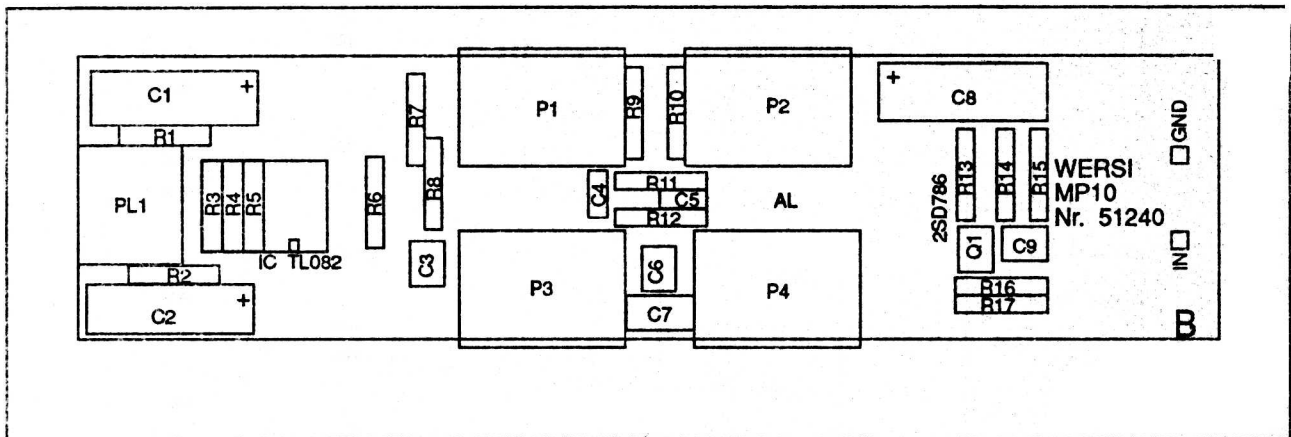 C1 +
R1
PL1
R3
R4
R5
IC TL082
R2
C2 +
R6
R7
R8
C3
P1
R9
R10
P2
C4
R11
C5
R12
AL
P3
C6
C7
P4
+ C8
2SD786
R13
R14
R15
Q1
C9
R16
R17
WERSI
MP10
Nr. 51240
GND
IN
B